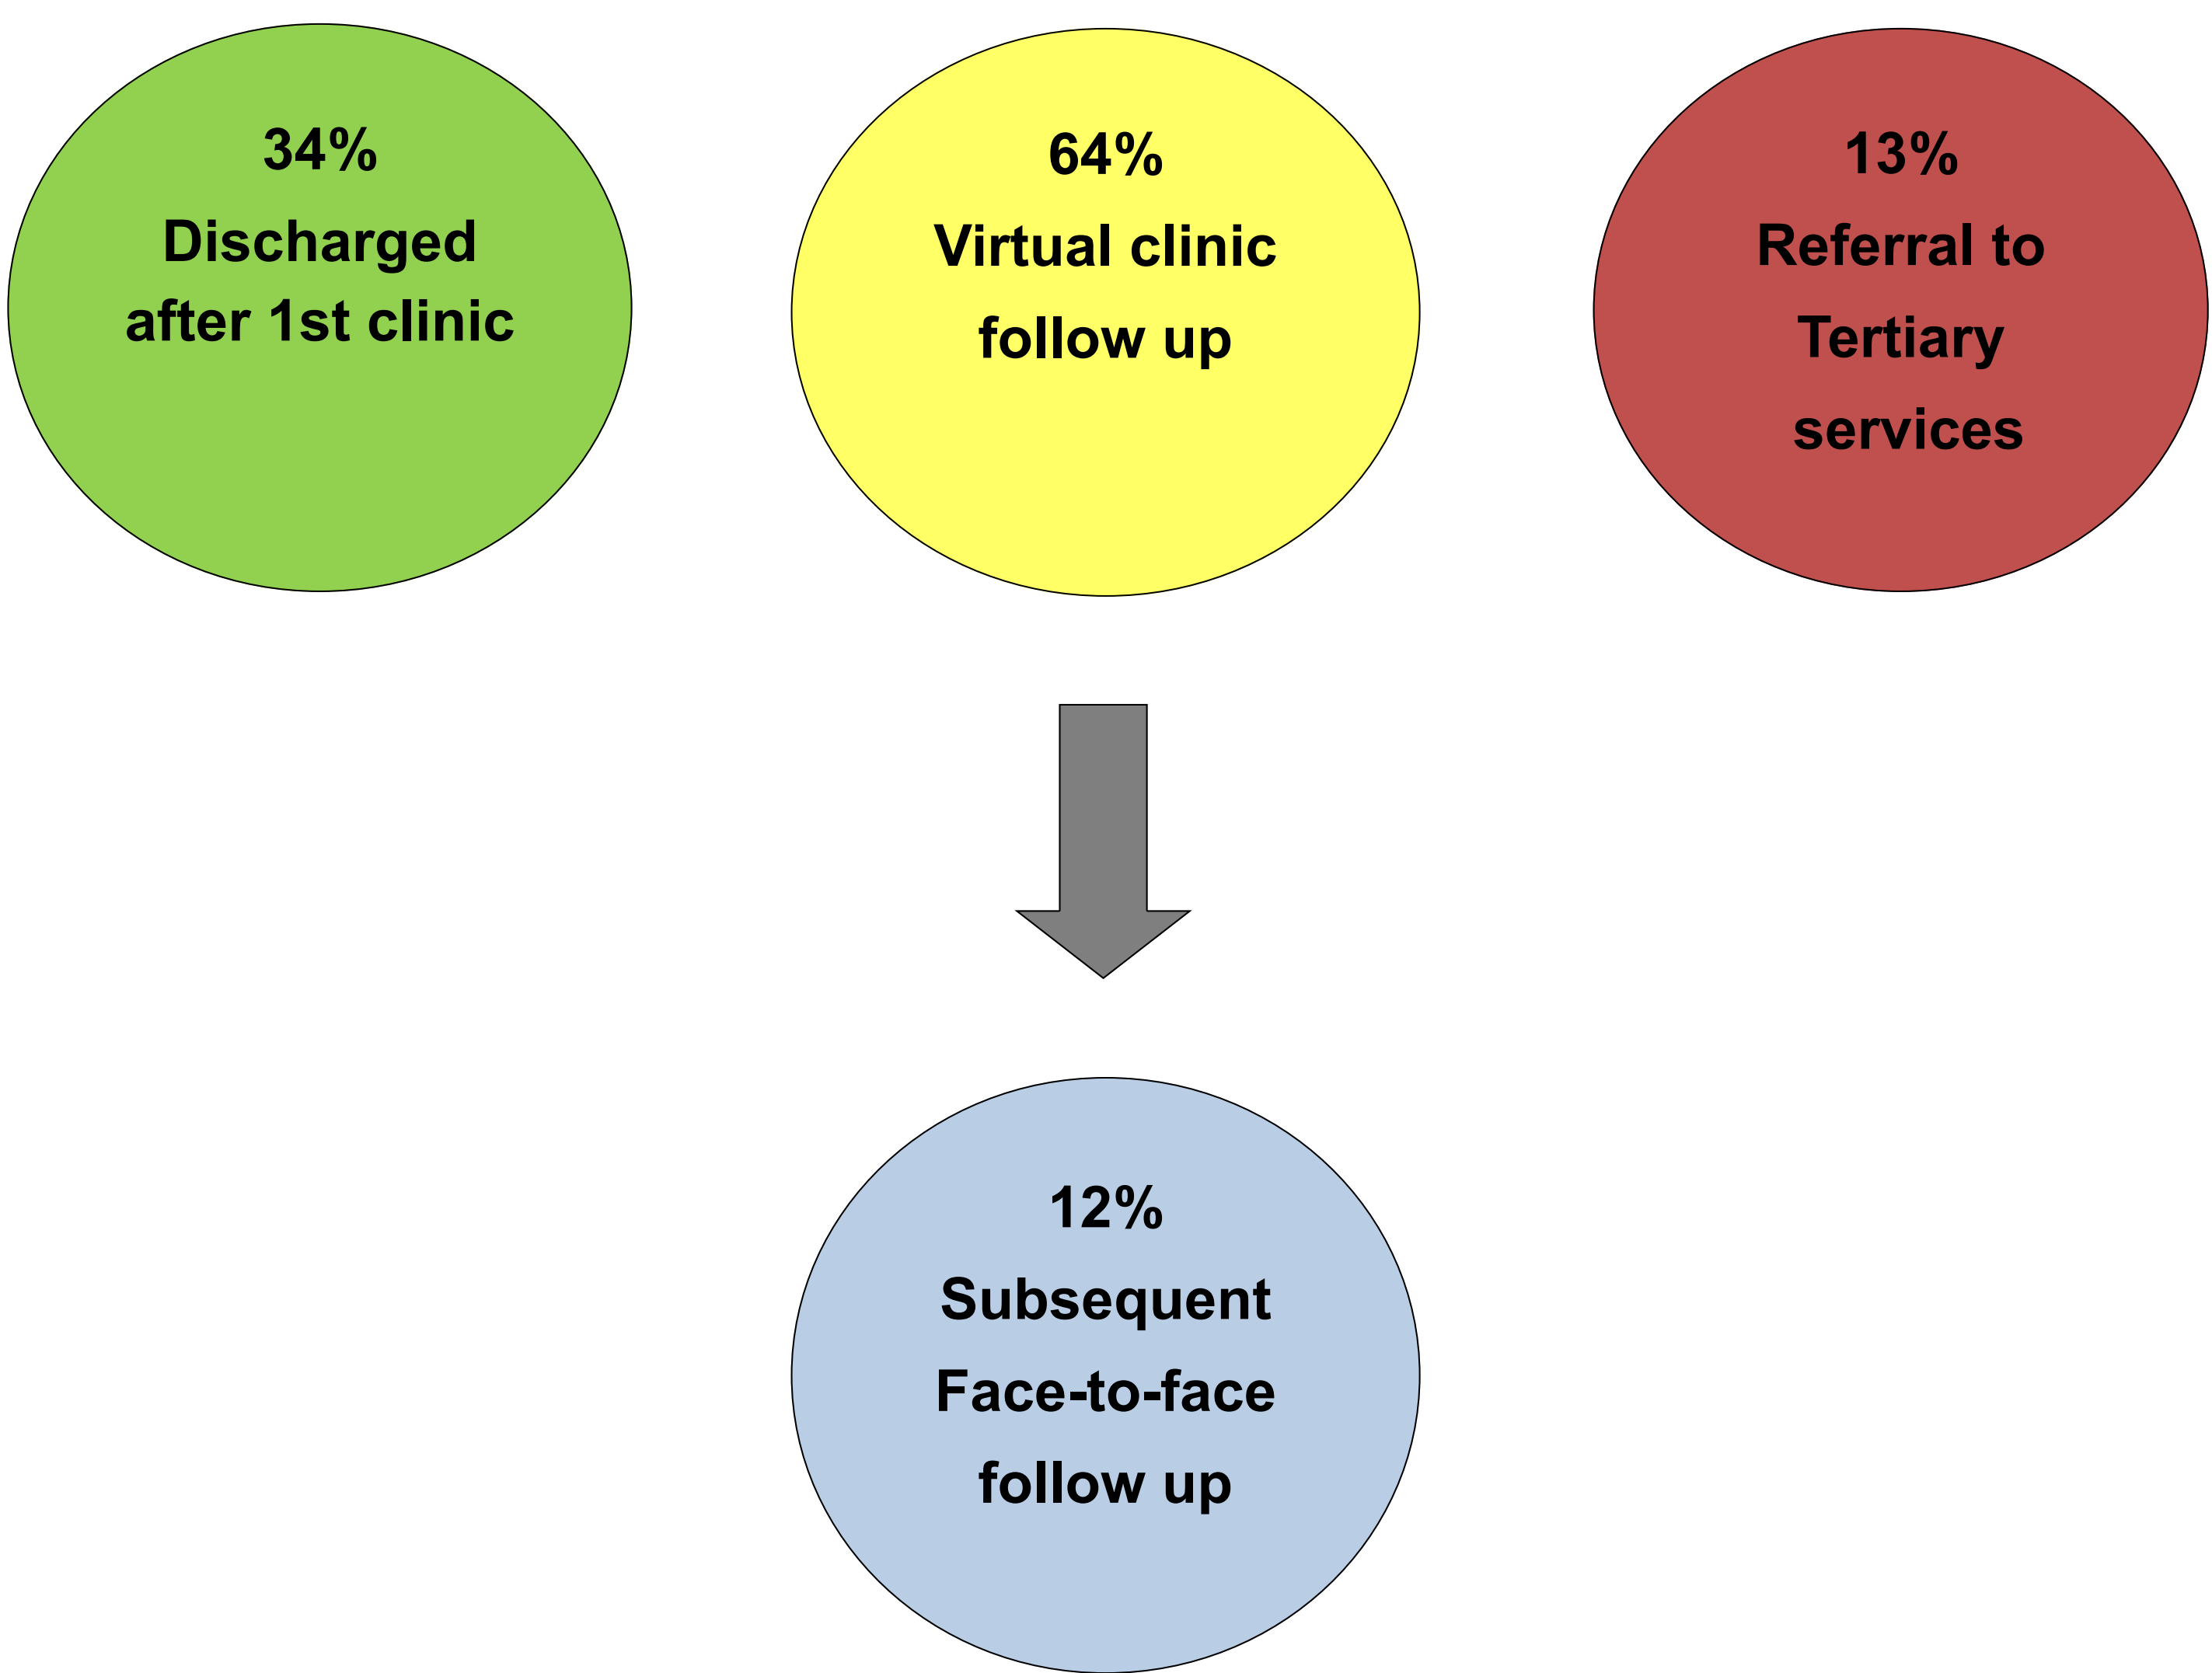 34%
Discharged
after 1st clinic
64%
Virtual clinic
follow up
13%
Referral to
Tertiary
services
12%
Subsequent
Face-to-face
follow up